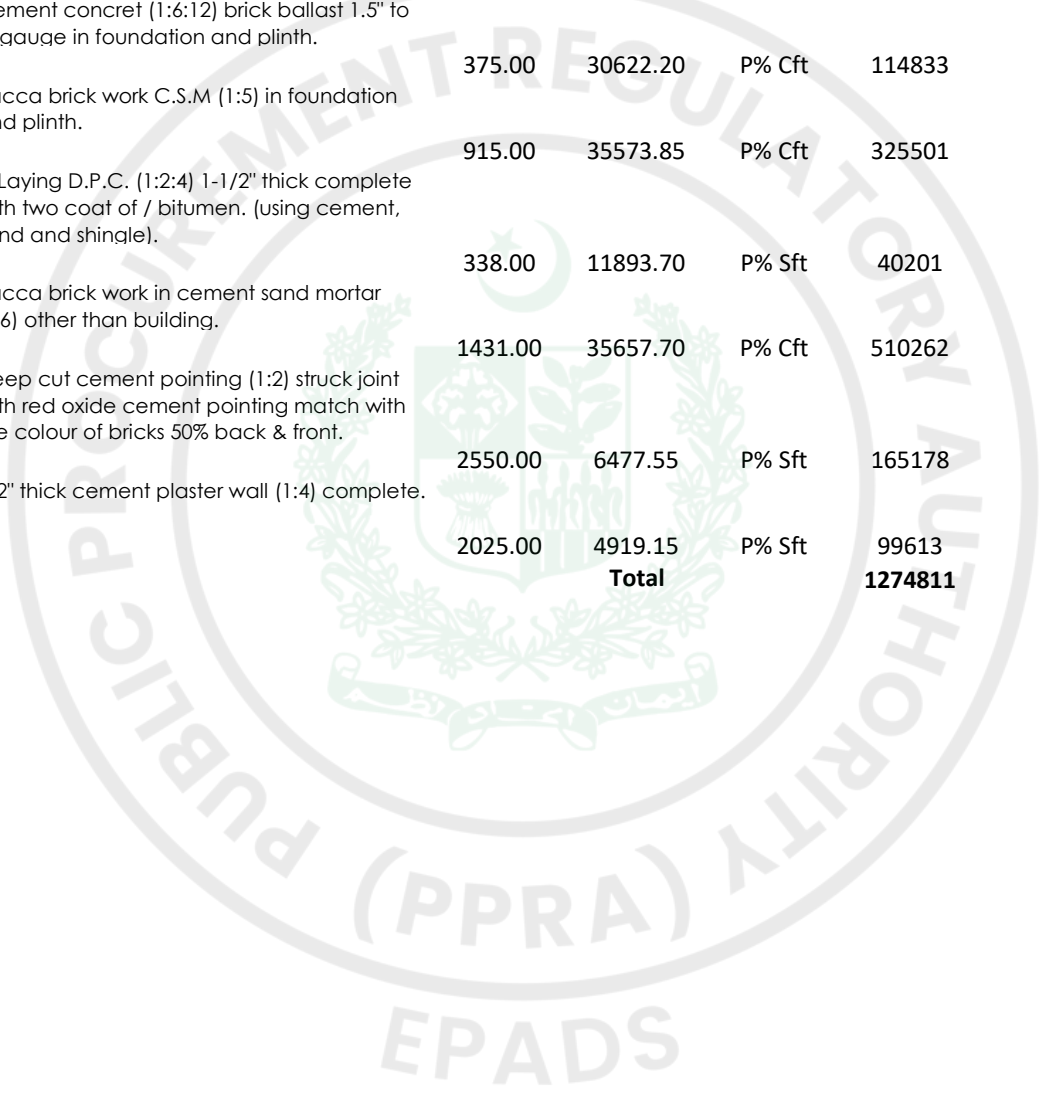 ement concret (1:6:12) brick ballast 1.5" to
gauge in foundation and plinth.
375.00 30622.20 P% Cft 114833
acca brick work C.S.M (1:5) in foundation
nd plinth.
915.00 35573.85 P% Cft 325501
Laying D.P.C. (1:2:4) 1-1/2" thick complete
th two coat of / bitumen. (using cement,
nd and shingle).
338.00 11893.70 P% Sft 40201
acca brick work in cement sand mortar
6) other than building.
1431.00 35657.70 P% Cft 510262
eep cut cement pointing (1:2) struck joint
th red oxide cement pointing match with
e colour of bricks 50% back & front.
2550.00 6477.55 P% Sft 165178
2" thick cement plaster wall (1:4) complete.
2025.00 4919.15 P% Sft 99613
Total 1274811
PUBLIC PROCUREMENT REGULATORY AUTHORITY
(PPRA)
EPADS